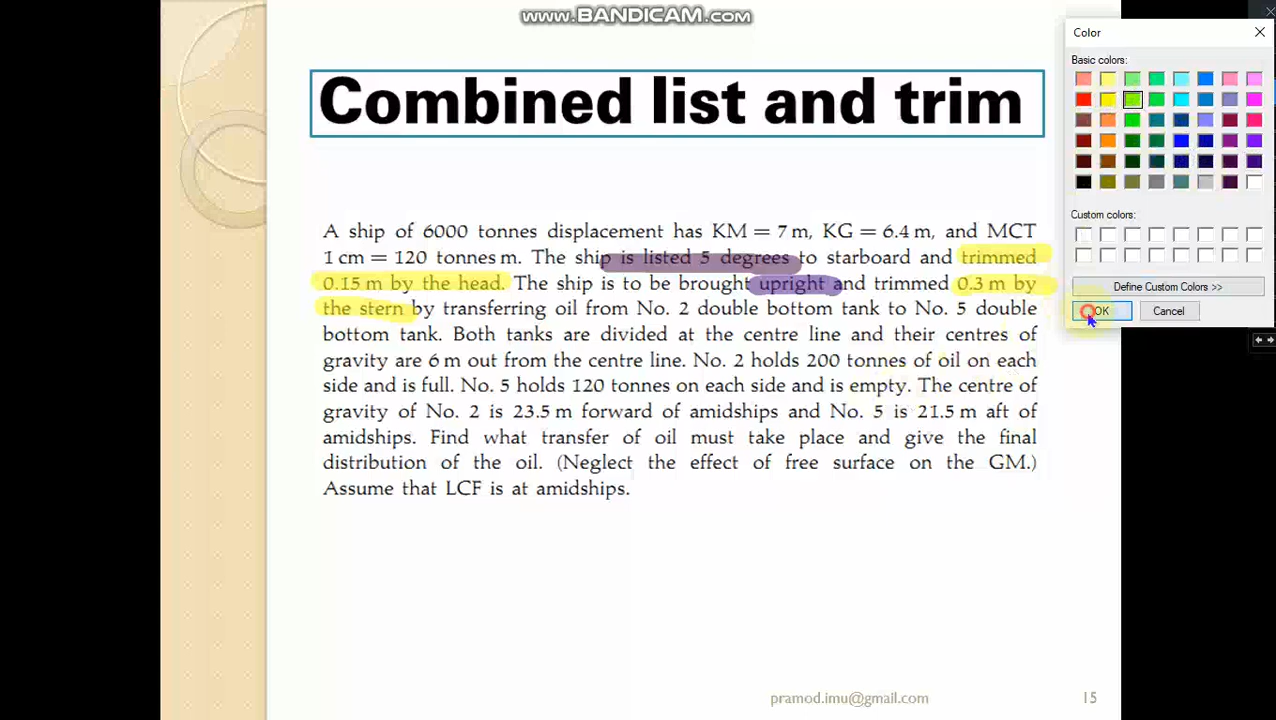 www.BANDICAM.com
Color
Basic colors:
Combined list and trim
Custom colors:
Define Custom Colors >>
OK
Cancel
A ship of 6000 tonnes displacement has KM = 7 m, KG = 6.4 m, and MCT
1 cm = 120 tonnes m. The ship is listed 5 degrees to starboard and trimmed
0.15 m by the head. The ship is to be brought upright and trimmed 0.3 m by
the stern by transferring oil from No. 2 double bottom tank to No. 5 double
bottom tank. Both tanks are divided at the centre line and their centres of
gravity are 6 m out from the centre line. No. 2 holds 200 tonnes of oil on each
side and is full. No. 5 holds 120 tonnes on each side and is empty. The centre of
gravity of No. 2 is 23.5 m forward of amidships and No. 5 is 21.5 m aft of
amidships. Find what transfer of oil must take place and give the final
distribution of the oil. (Neglect the effect of free surface on the GM.)
Assume that LCF is at amidships.
pramod.imu@gmail.com
15